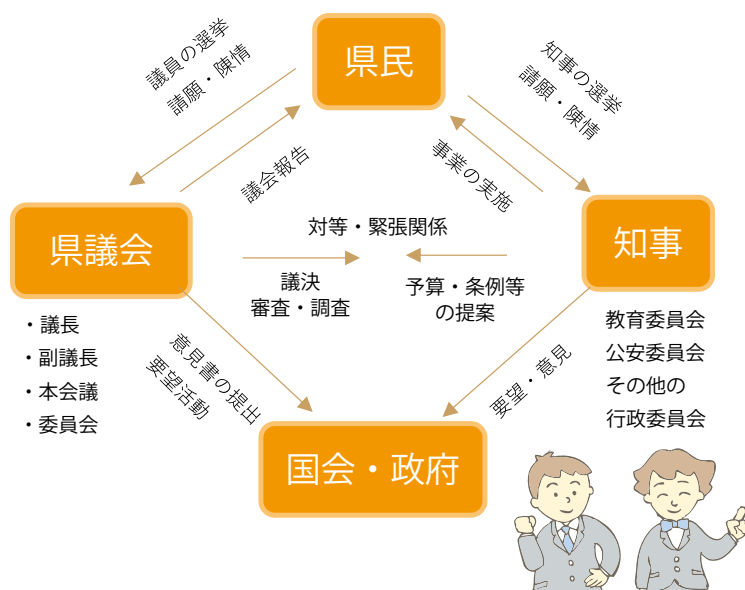 県民
議員の選挙
請願・陳情
議会報告
知事の選挙
請願・陳情
事業の実施
県議会
対等・緊張関係
知事
議決
審査・調査
予算・条例等
の提案
・議長
・副議長
・本会議
・委員会
意見書の提出
要望活動
要望・意見
教育委員会
公安委員会
その他の
行政委員会
国会・政府